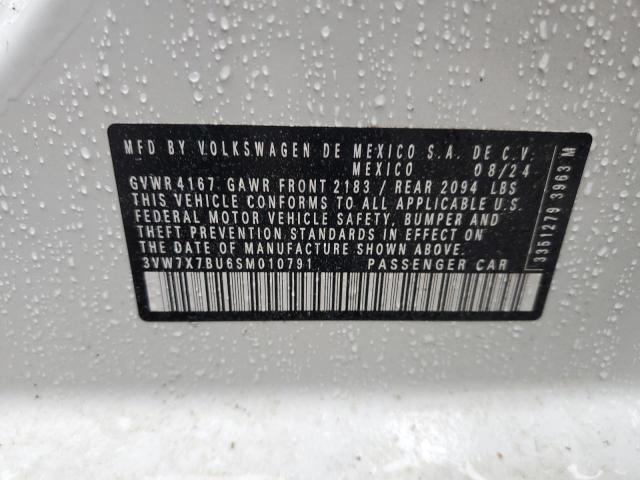 MFD BY VOLKSWAGEN DE MEXICO S.A. DE C.V.
MEXICO 08/24
GVWR 4167 GAWR FRONT 2183 / REAR 2094 LBS
THIS VEHICLE CONFORMS TO ALL APPLICABLE U.S.
FEDERAL MOTOR VEHICLE SAFETY, BUMPER AND
THEFT PREVENTION STANDARDS IN EFFECT ON
THE DATE OF MANUFACTURE SHOWN ABOVE.
3VW7X7BU6SM010791 PASSENGER CAR
3351279 3963 M